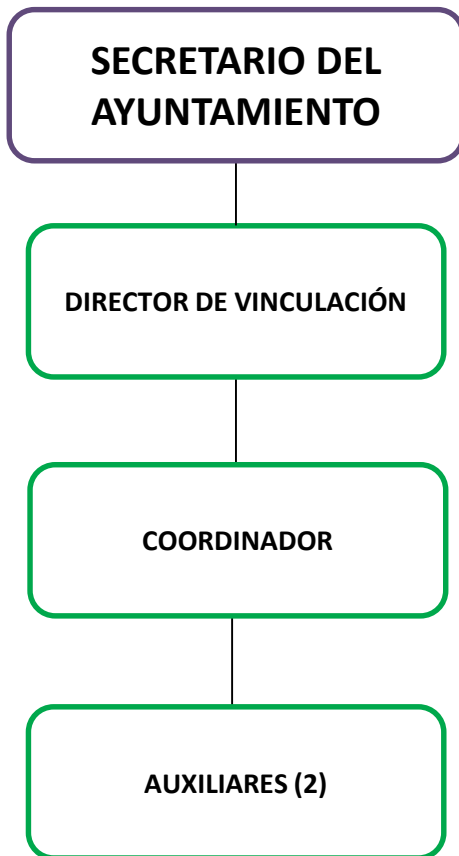 SECRETARIO DEL
AYUNTAMIENTO
DIRECTOR DE VINCULACIÓN
COORDINADOR
AUXILIARES (2)